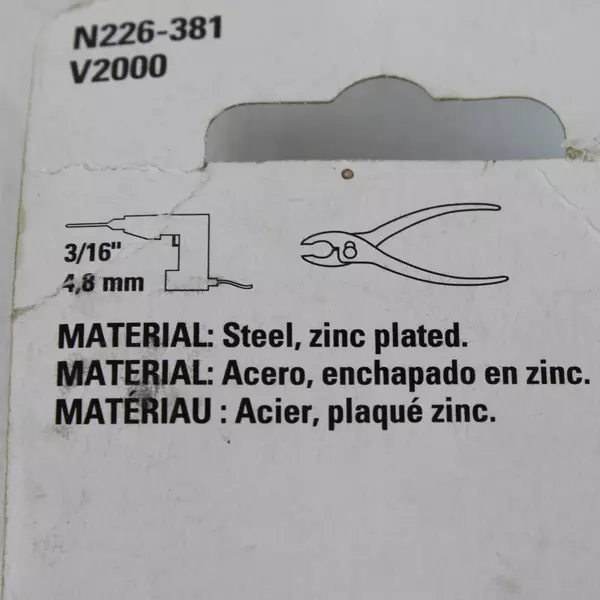 N226-381
V2000
3/16"
4,8 mm
MATERIAL: Steel, zinc plated.
MATERIAL: Acero, enchapado en zinc.
MATÉRIAU : Acier, plaqué zinc.